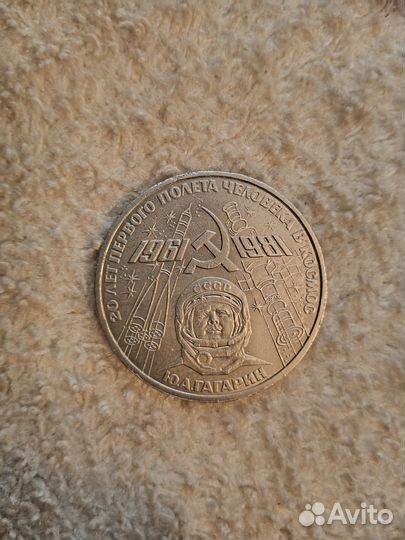 20 ЛЕТ ПЕРВОГО ПОЛЕТА ЧЕЛОВЕКА В КОСМОС
1961 1981
СССР
Ю.А.ГАГАРИН
Avito